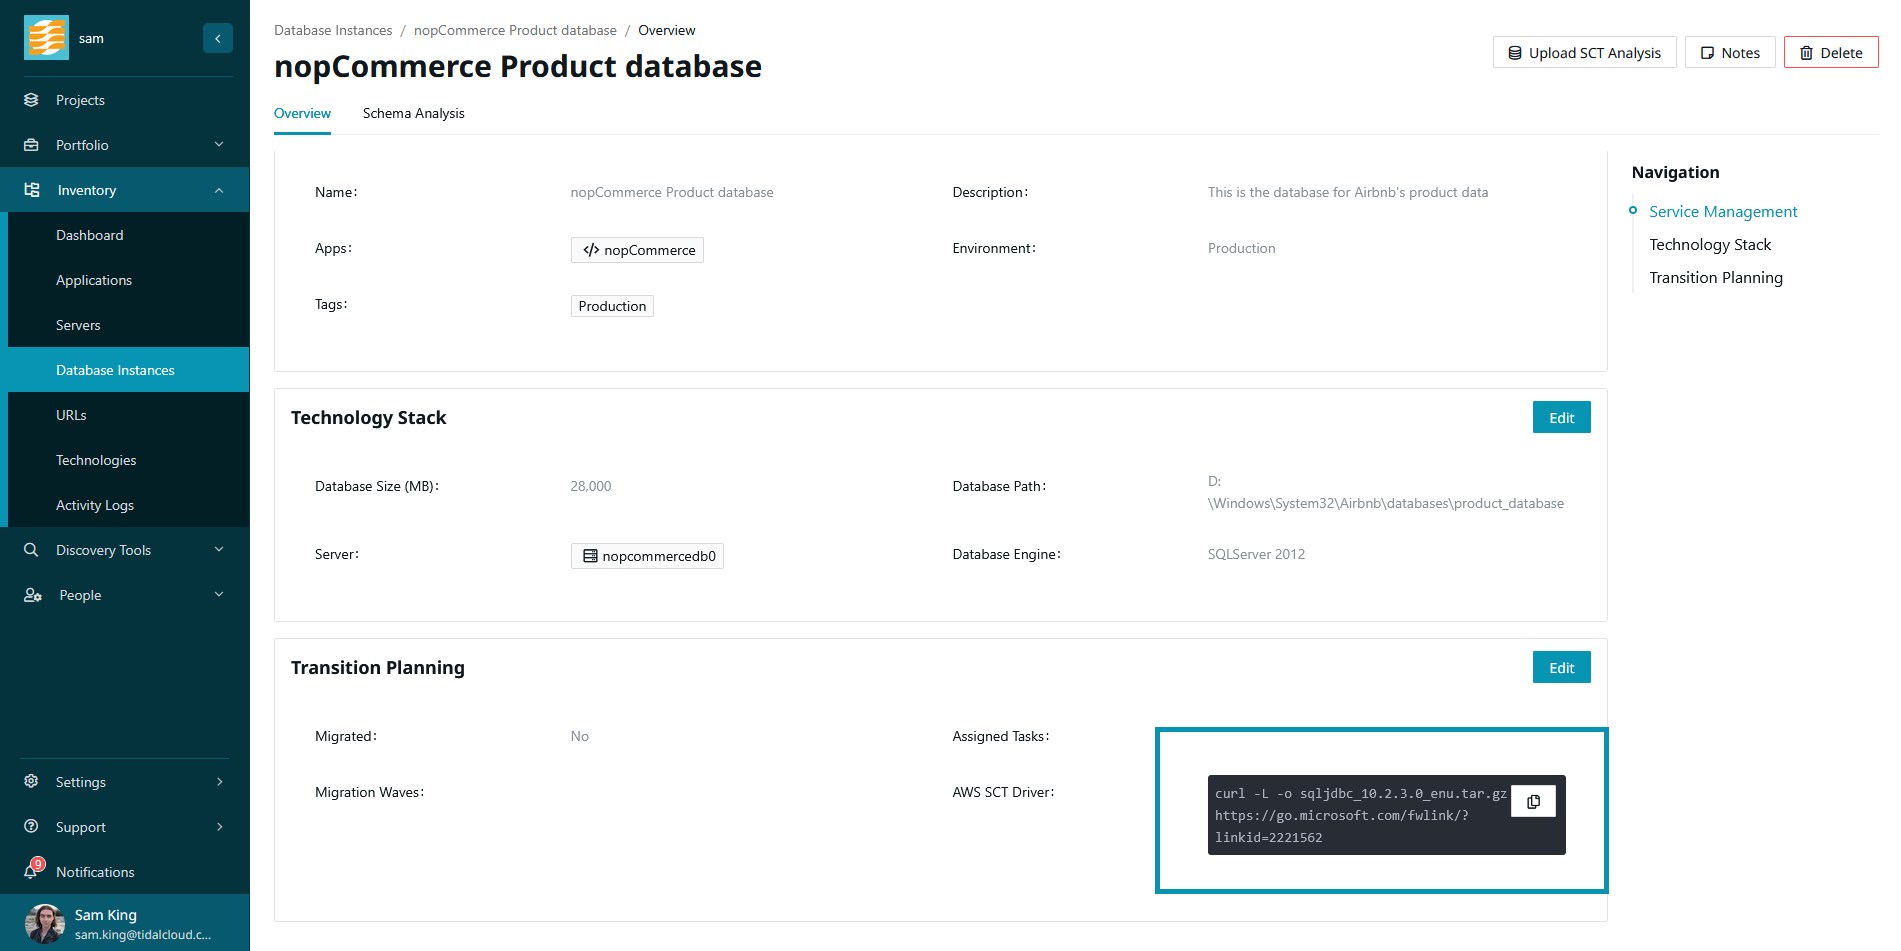 sam
Projects
Portfolio
Inventory
Dashboard
Applications
Servers
Database Instances
URLs
Technologies
Activity Logs
Discovery Tools
People
Settings
Support
9
Notifications
Sam King
sam.king@tidalcloud.c...
Database Instances / nopCommerce Product database / Overview
nopCommerce Product database
Upload SCT Analysis
Notes
Delete
Overview
Schema Analysis
Name:
nopCommerce Product database
Description:
This is the database for Airbnb's product data
Apps:
nopCommerce
Environment:
Production
Tags:
Production
Technology Stack
Edit
Database Size (MB):
28,000
Database Path:
D:
\Windows\System32\Airbnb\databases\product_database
Server:
nopcommercedb0
Database Engine:
SQLServer 2012
Transition Planning
Edit
Migrated:
No
Assigned Tasks:
Migration Waves:
AWS SCT Driver:
curl -L -o sqljdbc_10.2.3.0_enu.tar.gz
https://go.microsoft.com/fwlink/?
linkid=2221562
Navigation
Service Management
Technology Stack
Transition Planning